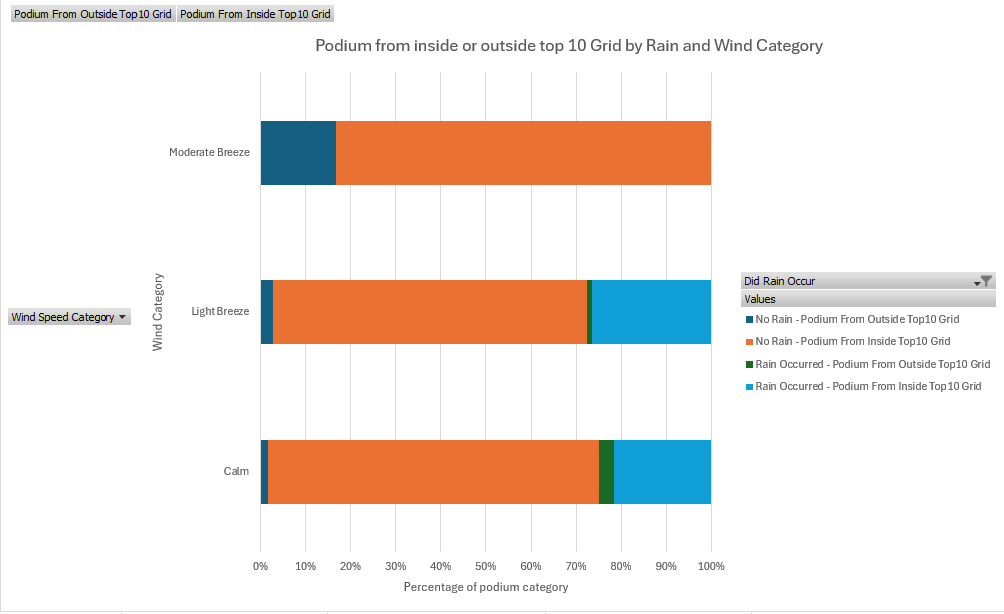 Podium From Outside Top10 Grid Podium From Inside Top10 Grid
Podium from inside or outside top 10 Grid by Rain and Wind Category
Moderate Breeze
Light Breeze
Calm
Wind Category
Wind Speed Category
0% 10% 20% 30% 40% 50% 60% 70% 80% 90% 100%
Percentage of podium category
Did Rain Occur
Values
No Rain - Podium From Outside Top10 Grid
No Rain - Podium From Inside Top10 Grid
Rain Occurred - Podium From Outside Top10 Grid
Rain Occurred - Podium From Inside Top10 Grid